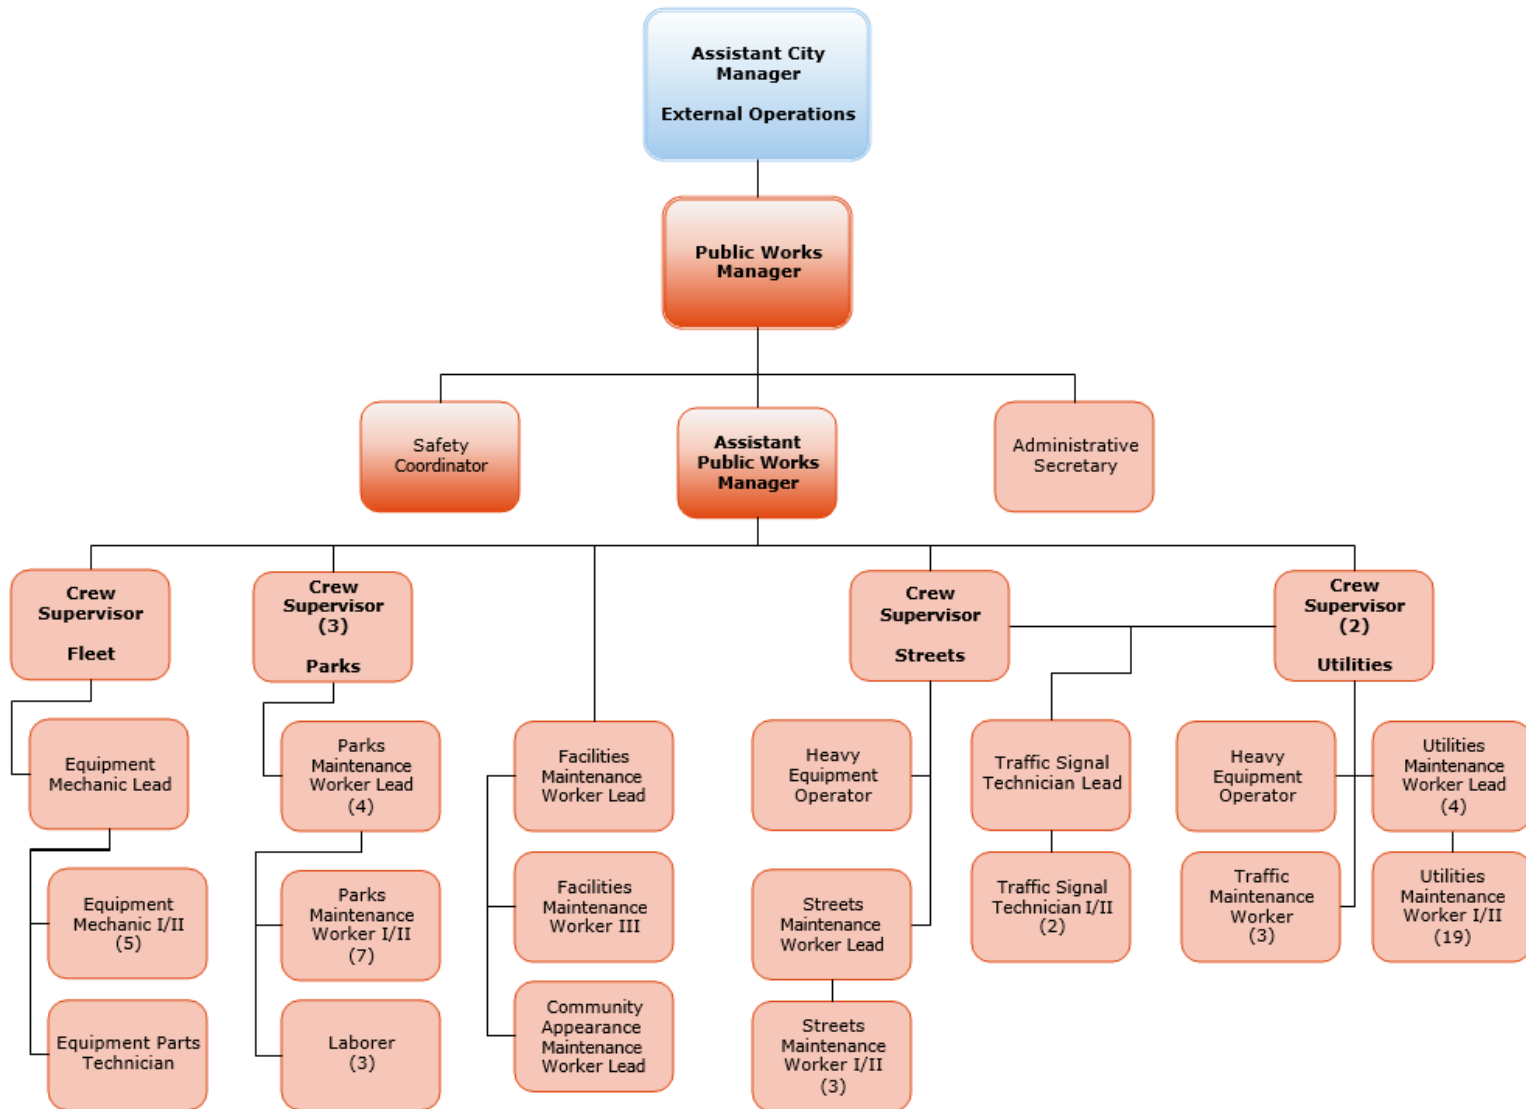 Assistant City
Manager
External Operations
Public Works
Manager
Safety
Coordinator
Assistant
Public Works
Manager
Administrative
Secretary
Crew
Supervisor
Fleet
Crew
Supervisor
(3)
Parks
Crew
Supervisor
Streets
Crew
Supervisor
(2)
Utilities
Equipment
Mechanic Lead
Parks
Maintenance
Worker Lead
(4)
Facilities
Maintenance
Worker Lead
Heavy
Equipment
Operator
Traffic Signal
Technician Lead
Heavy
Equipment
Operator
Utilities
Maintenance
Worker Lead
(4)
Equipment
Mechanic I/II
(5)
Parks
Maintenance
Worker I/II
(7)
Facilities
Maintenance
Worker III
Streets
Maintenance
Worker Lead
Traffic Signal
Technician I/II
(2)
Traffic
Maintenance
Worker
(3)
Utilities
Maintenance
Worker I/II
(19)
Equipment Parts
Technician
Laborer
(3)
Community
Appearance
Maintenance
Worker Lead
Streets
Maintenance
Worker I/II
(3)